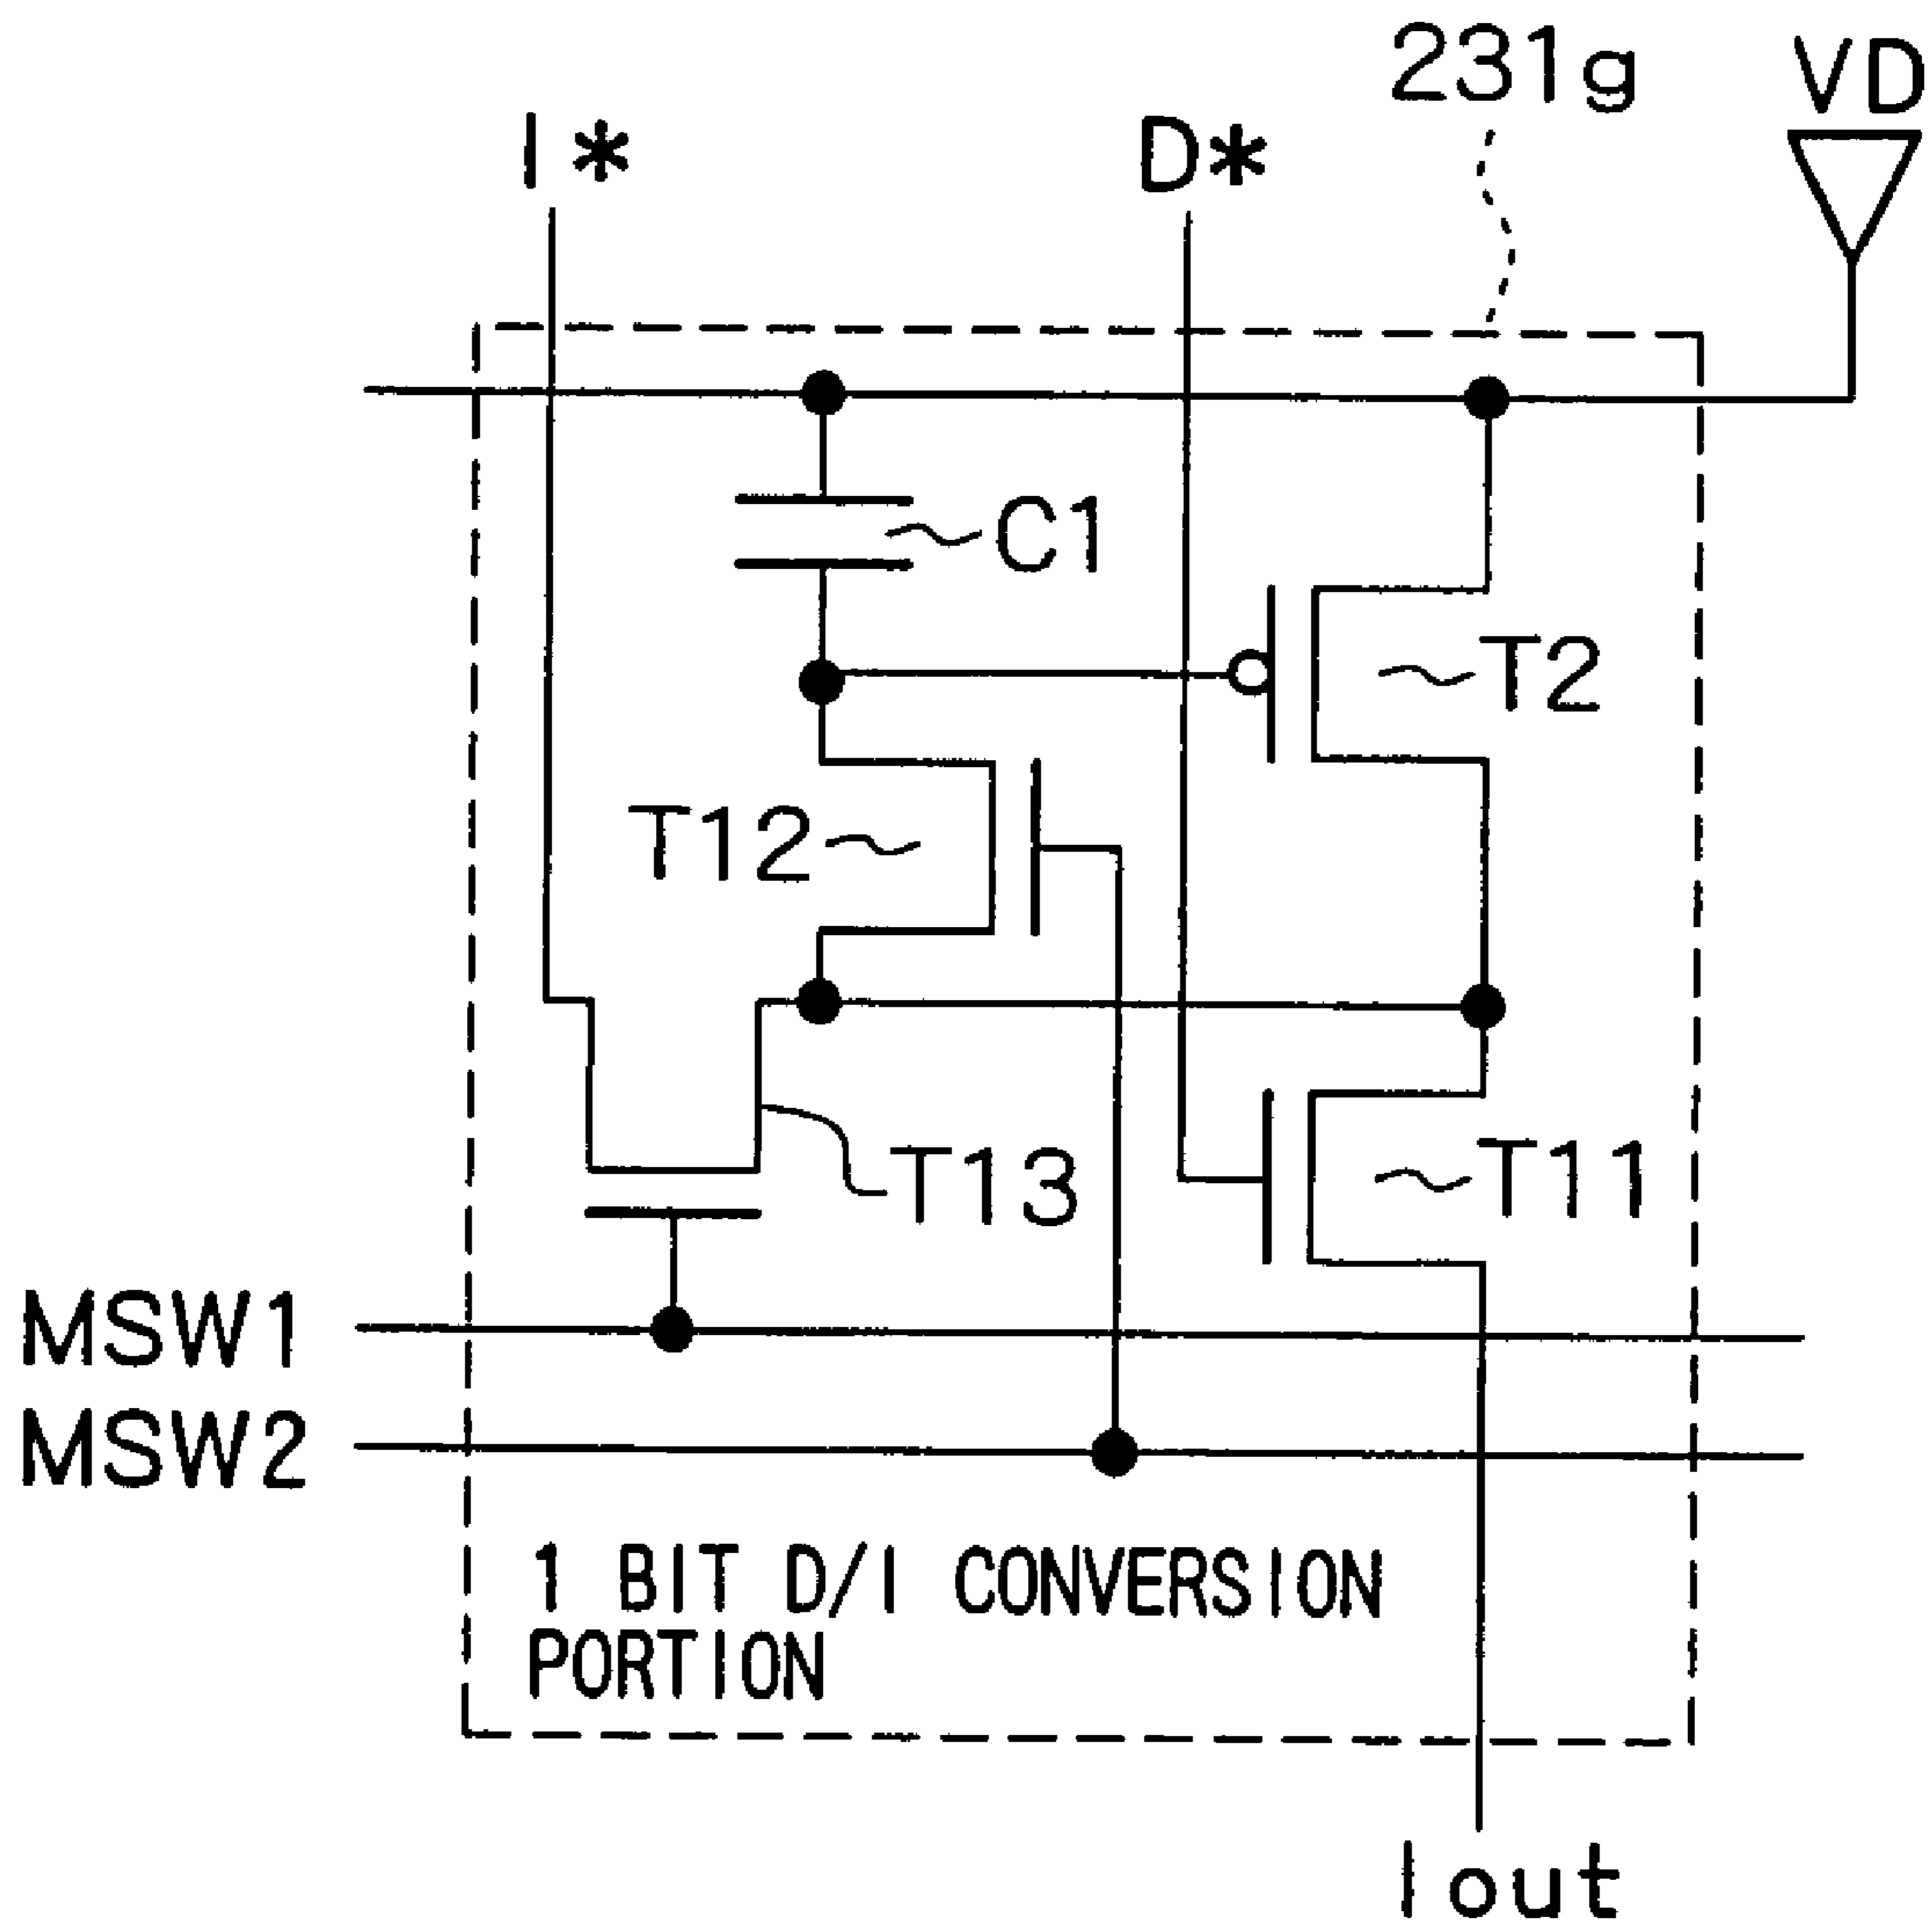 231g
VD
I*
D*
C1
T2
T12
T13
T11
MSW1
MSW2
1 BIT D/I CONVERSION
PORTION
Iout